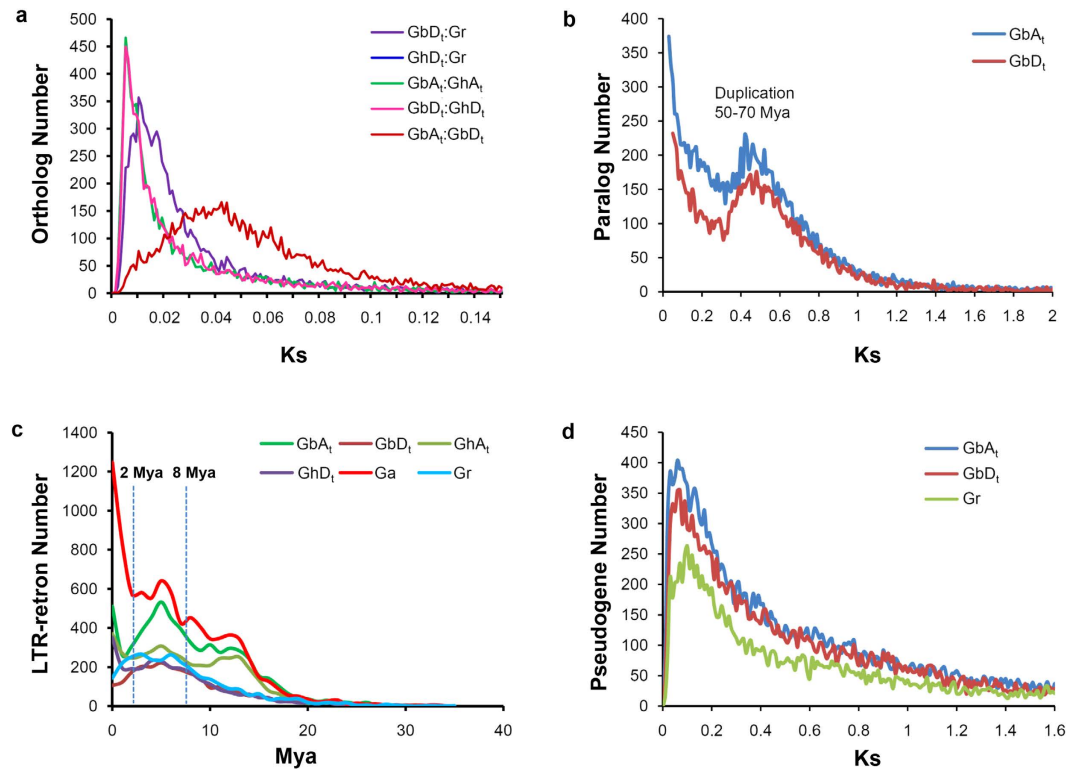 a
500
450
400
350
300
250
200
150
100
50
0
Ortholog Number
GbDt:Gr
GhDt:Gr
GbAt:GhAt
GbDt:GhDt
GbAt:GbDt
0 0.02 0.04 0.06 0.08 0.1 0.12 0.14
Ks
b
400
350
300
250
200
150
100
50
0
Paralog Number
GbAt
GbDt
Duplication
50-70 Mya
0 0.2 0.4 0.6 0.8 1 1.2 1.4 1.6 1.8 2
Ks
c
1400
1200
1000
800
600
400
200
0
LTR-retron Number
GbAt GbDt GhAt
GhDt Ga Gr
2 Mya 8 Mya
0 10 20 30 40
Mya
d
450
400
350
300
250
200
150
100
50
0
Pseudogene Number
GbAt
GbDt
Gr
0 0.2 0.4 0.6 0.8 1 1.2 1.4 1.6
Ks